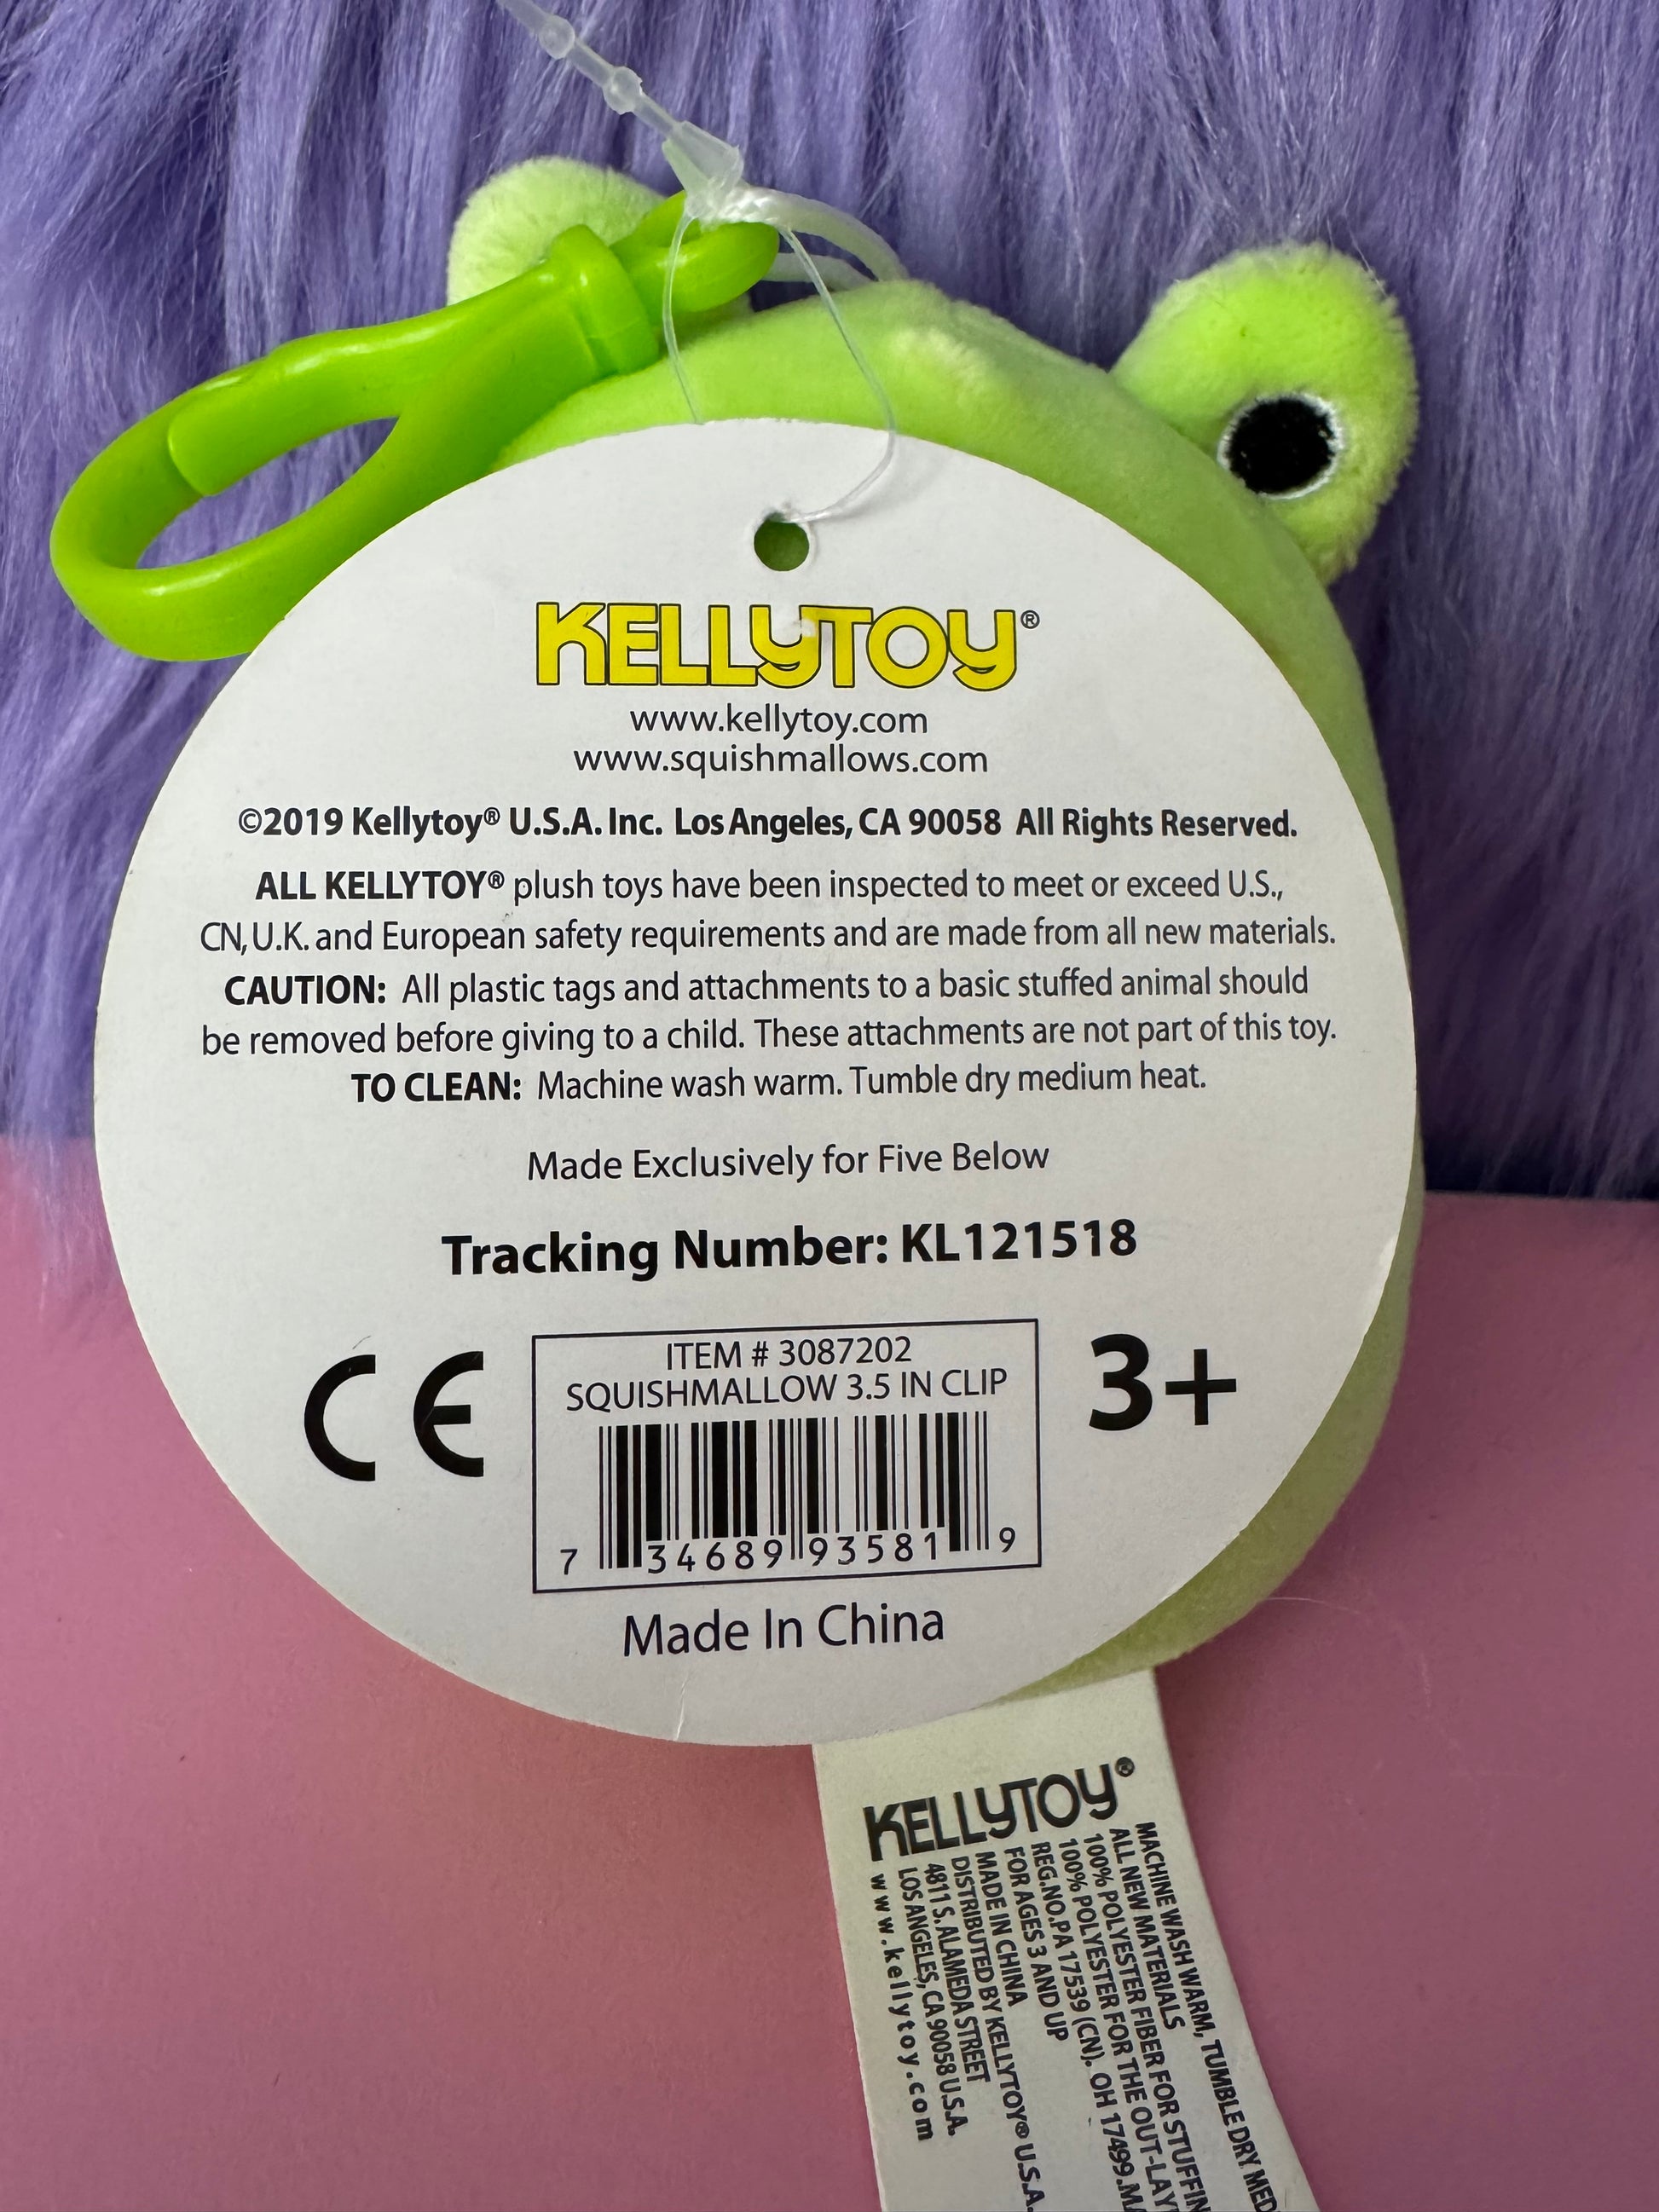 KELLYTOY®
www.kellytoy.com
www.squishmallows.com
©2019 Kellytoy® U.S.A. Inc. Los Angeles, CA 90058 All Rights Reserved.
ALL KELLYTOY® plush toys have been inspected to meet or exceed U.S.,
CN, U.K. and European safety requirements and are made from all new materials.
CAUTION: All plastic tags and attachments to a basic stuffed animal should
be removed before giving to a child. These attachments are not part of this toy.
TO CLEAN: Machine wash warm. Tumble dry medium heat.
Made Exclusively for Five Below
Tracking Number: KL121518
CE
ITEM # 3087202
SQUISHMALLOW 3.5 IN CLIP
7 34689 93581 9
3+
Made In China
KELLYTOY®
MACHINE WASH WARM, TUMBLE DRY MED
ALL NEW MATERIALS
100% POLYESTER FIBER FOR STUFFIN
100% POLYESTER FOR THE OUT-LAY
REG.NO.PA 17539 (CN). OH 17499.MA
FOR AGES 3 AND UP
MADE IN CHINA
DISTRIBUTED BY KELLYTOY® U.S.A.
4811 S. ALAMEDA STREET
LOS ANGELES, CA 90058 U.S.A.
www.kellytoy.com